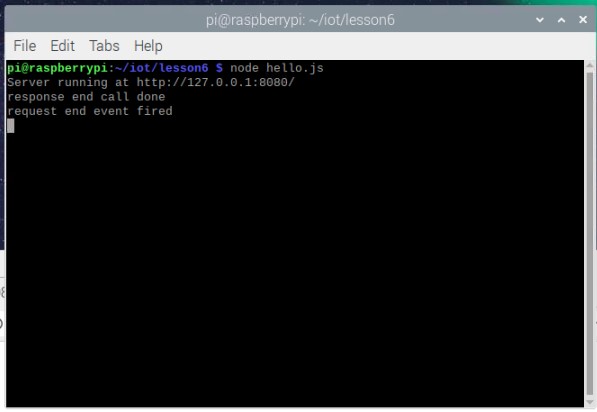 pi@raspberrypi: ~/iot/lesson6
File Edit Tabs Help
pi@raspberrypi:~/iot/lesson6 $ node hello.js
Server running at http://127.0.0.1:8080/
response end call done
request end event fired